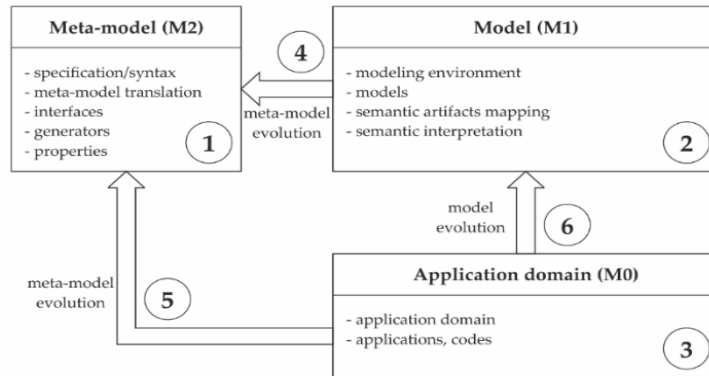 Meta-model (M2)
- specification/syntax
- meta-model translation
- interfaces
- generators
- properties
1
4
meta-model
evolution
Model (M1)
- modeling environment
- models
- semantic artifacts mapping
- semantic interpretation
2
meta-model
evolution
5
model
evolution
6
Application domain (M0)
- application domain
- applications, codes
3